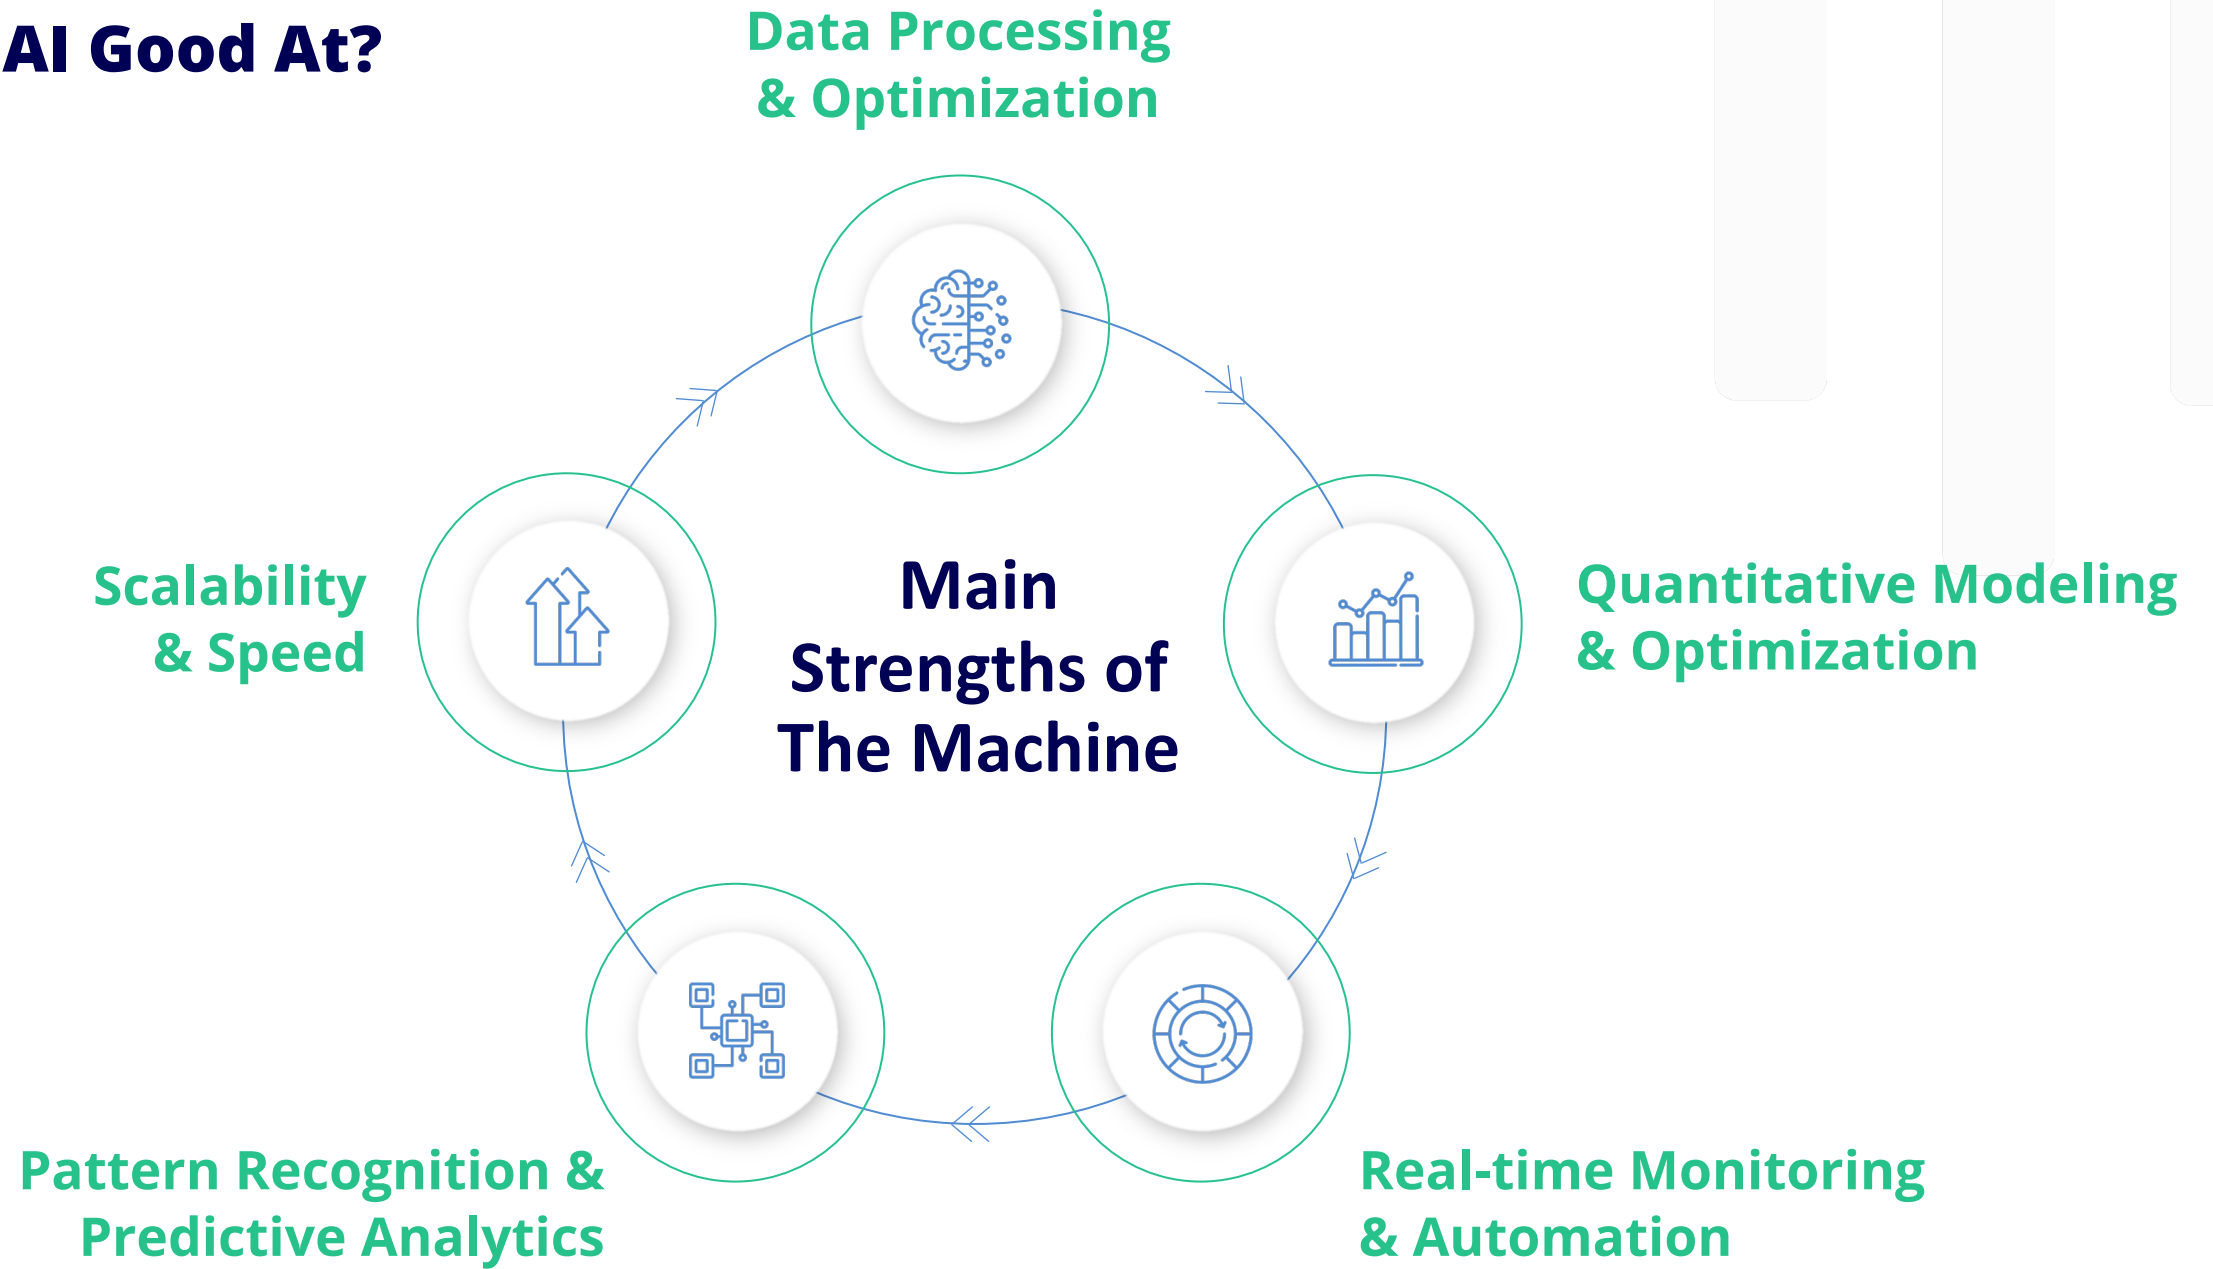 AI Good At?
Data Processing
& Optimization
Scalability
& Speed
Main
Strengths of
The Machine
Quantitative Modeling
& Optimization
Pattern Recognition &
Predictive Analytics
Real-time Monitoring
& Automation